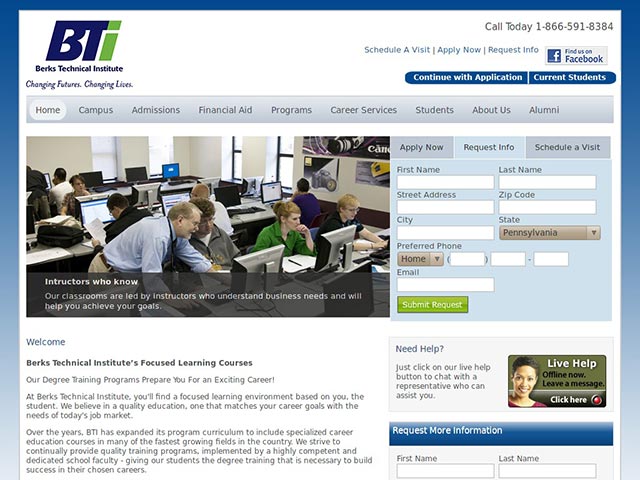 BTi
Berks Technical Institute
Changing Futures. Changing Lives.
Call Today 1-866-591-8384
Schedule A Visit | Apply Now | Request Info
Find us on
Facebook
Continue with Application
Current Students
Home
Campus
Admissions
Financial Aid
Programs
Career Services
Students
About Us
Alumni
Canon
Intructors who know
Our classrooms are led by instructors who understand business needs and will
help you achieve your goals.
Apply Now
Request Info
Schedule a Visit
First Name
Last Name
Street Address
Zip Code
City
State
Pennsylvania
Preferred Phone
Home
( ) -
Email
Submit Request
Welcome
Berks Technical Institute's Focused Learning Courses
Our Degree Training Programs Prepare You For an Exciting Career!
At Berks Technical Institute, you'll find a focused learning environment based on you, the
student. We believe in a quality education, one that matches your career goals with the
needs of today's job market.
Over the years, BTI has expanded its program curriculum to include specialized career
education courses in many of the fastest growing fields in the country. We strive to
continually provide quality training programs, implemented by a highly competent and
dedicated school faculty - giving our students the degree training that is necessary to build
success in their chosen careers.
Need Help?
Just click on our live help
button to chat with a
representative who can
assist you.
Live Help
Offline now.
Leave a message.
Click here
Request More Information
First Name
Last Name